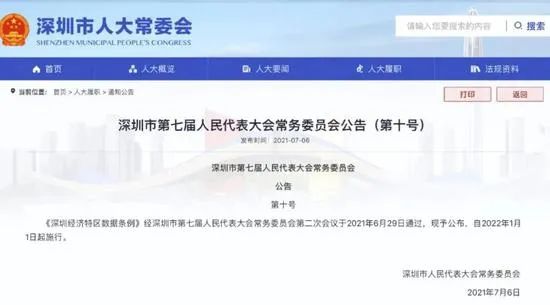 深圳市人大常委会
SHENZHEN MUNICIPAL PEOPLE'S CONGRESS
请输入您要搜索的内容
搜索
首页 人大概览 人大要闻 人大履职 法规资料
当前位置： 首页 > 人大履职 > 通知公告
打印 返回
深圳市第七届人民代表大会常务委员会公告（第十号）
发布时间：2021-07-06
深圳市第七届人民代表大会常务委员会
公告
第十号
《深圳经济特区数据条例》经深圳市第七届人民代表大会常务委员会第二次会议于2021年6月29日通过，现予公布，自2022年1月
1日起施行。
深圳市人民代表大会常务委员会
2021年7月6日